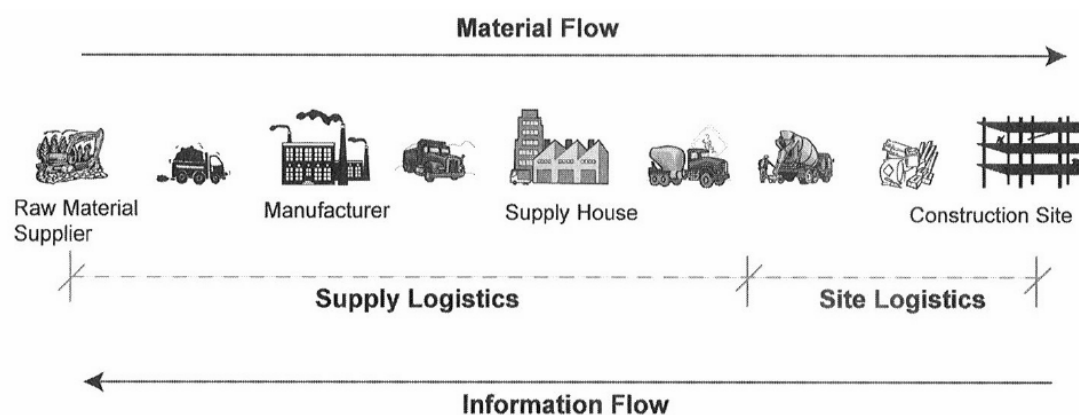 Material Flow
Raw Material
Supplier
Manufacturer
Supply House
Construction Site
Supply Logistics
Site Logistics
Information Flow